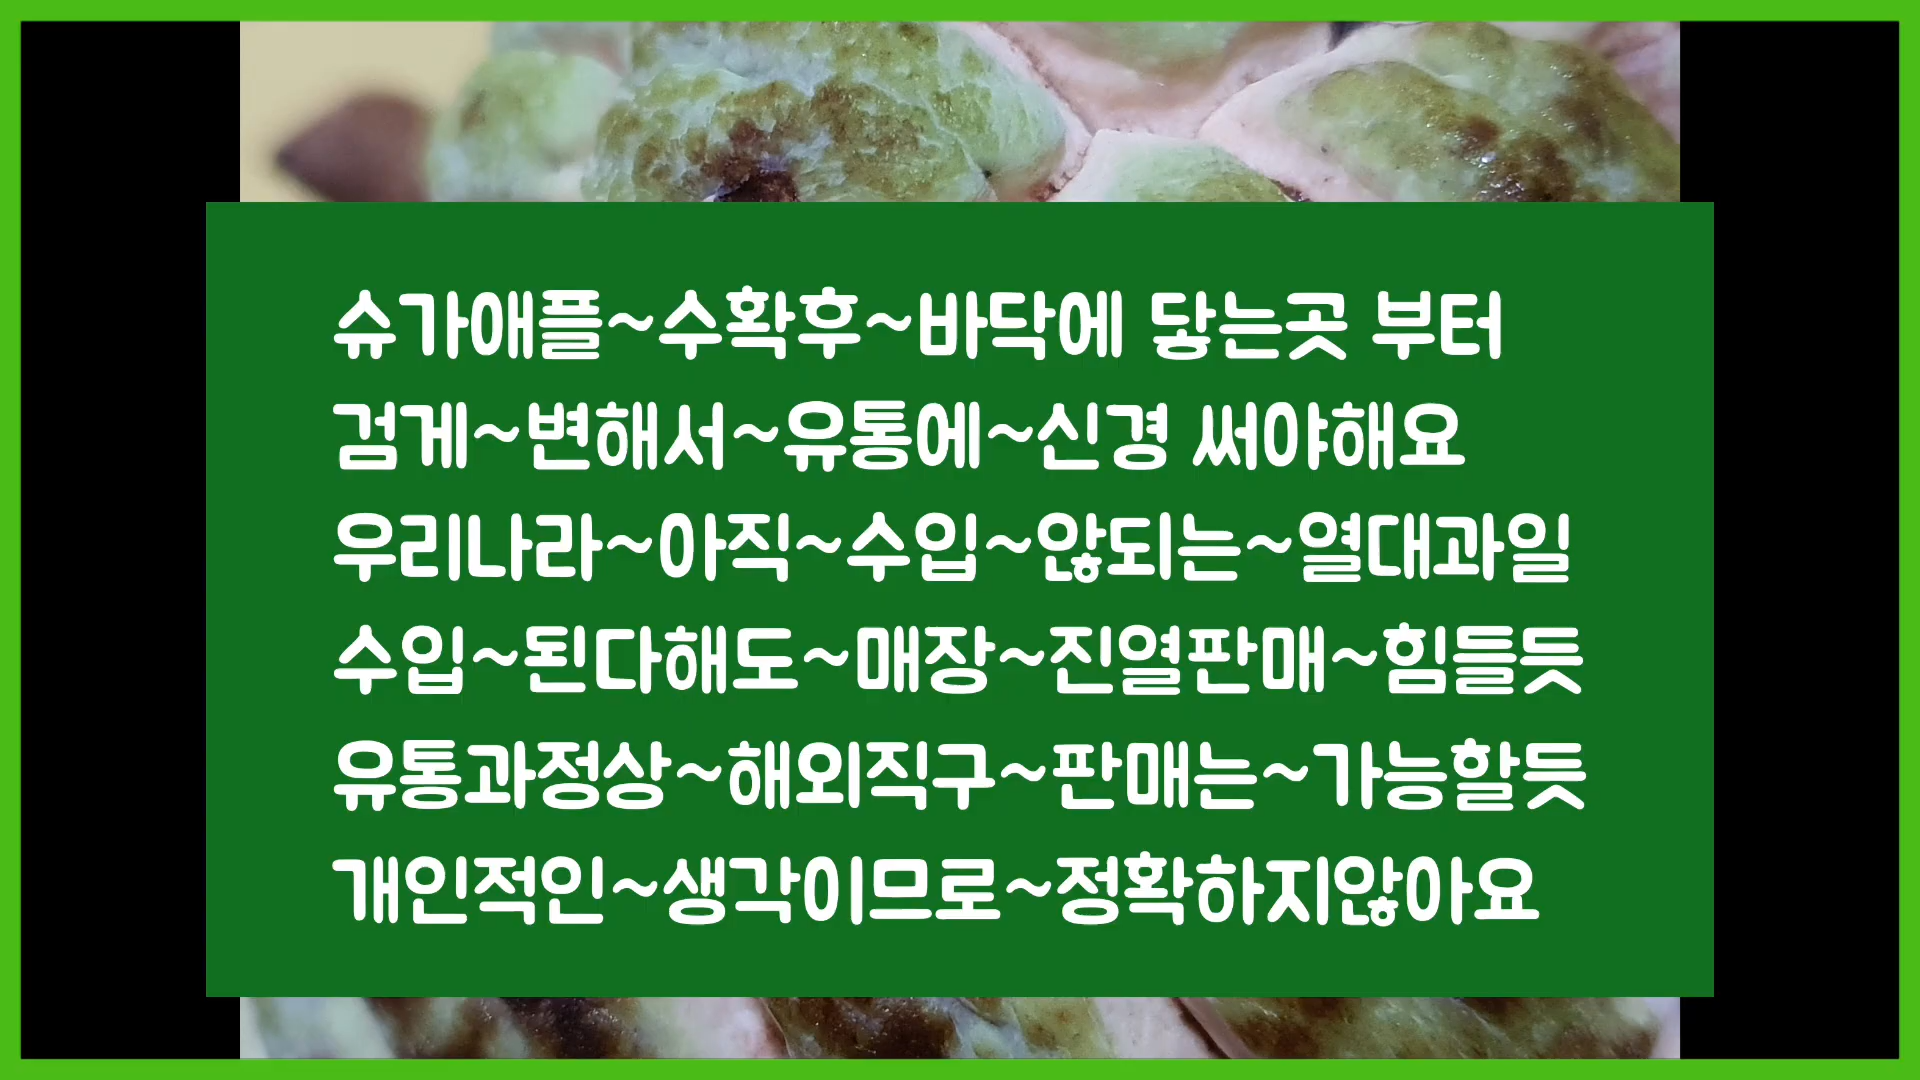 슈가애플~수확후~바닥에 닿는곳 부터
검게~변해서~유통에~신경 써야해요
우리나라~아직~수입~않되는~열대과일
수입~된다해도~매장~진열판매~힘들듯
유통과정상~해외직구~판매는~가능할듯
개인적인~생각이므로~정확하지않아요